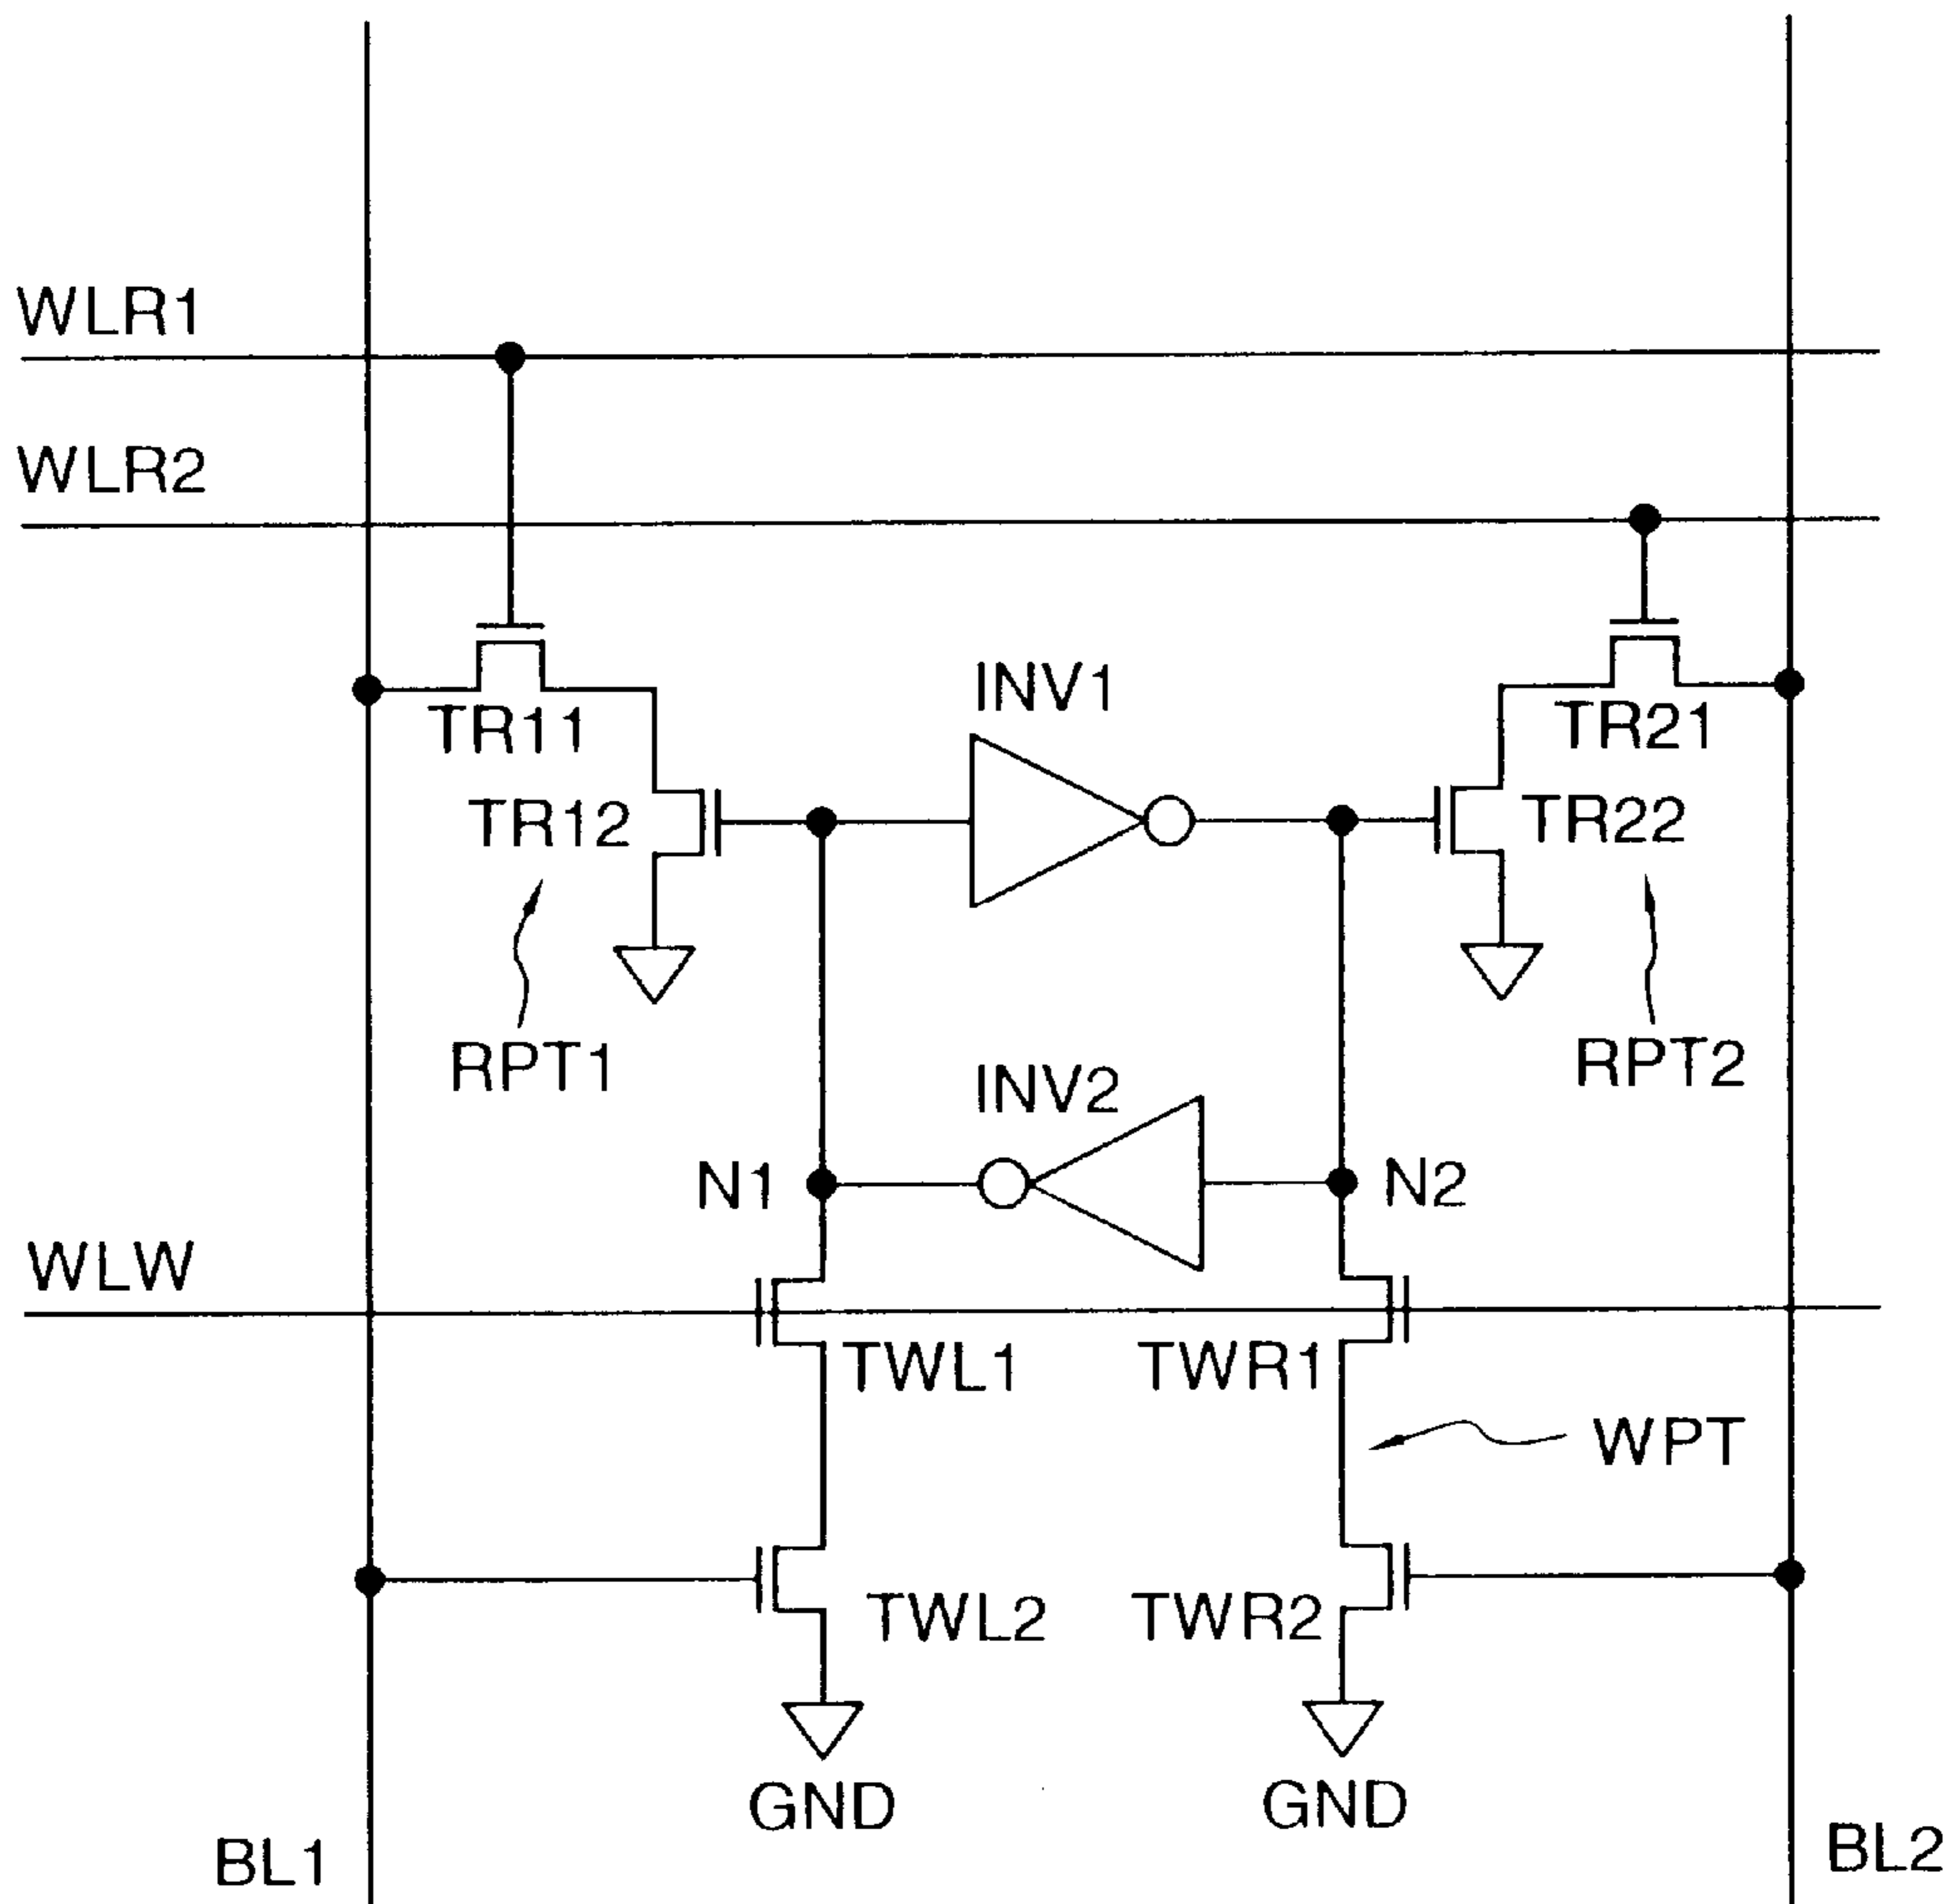 WLR1
WLR2
INV1
TR11
TR21
TR12
TR22
RPT1
RPT2
INV2
N1
N2
WLW
TWL1
TWR1
WPT
TWL2
TWR2
GND
GND
BL1
BL2